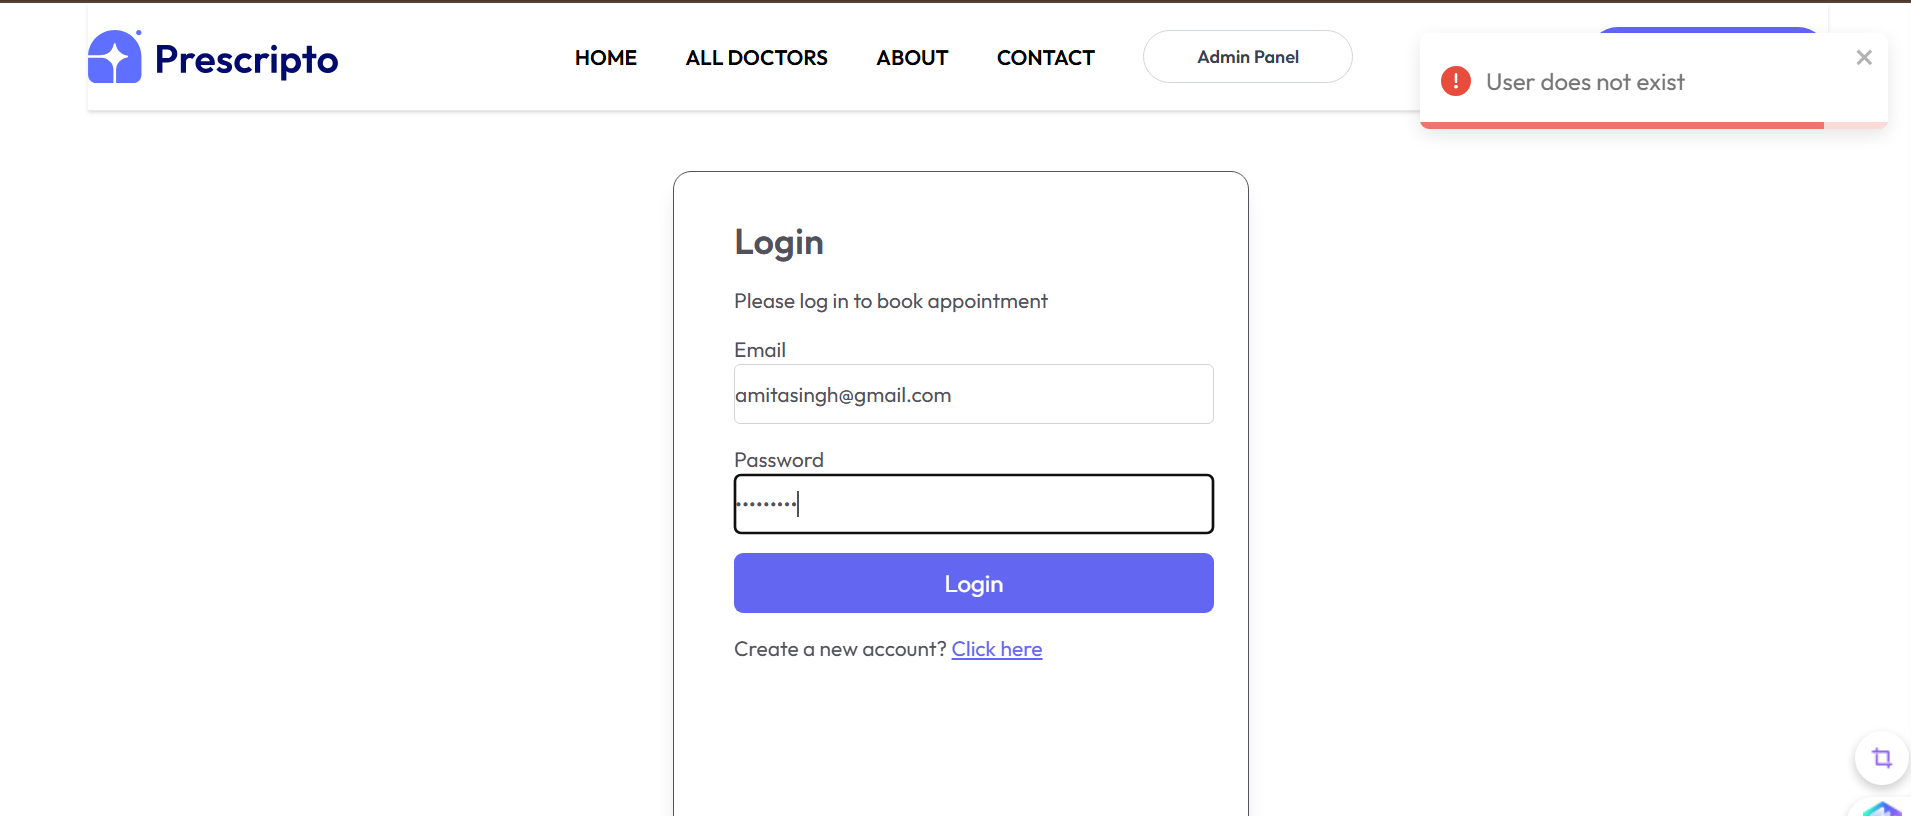 Prescripto
HOME ALL DOCTORS ABOUT CONTACT Admin Panel
User does not exist
Login
Please log in to book appointment
Email
amitasingh@gmail.com
Password
Login
Create a new account? Click here